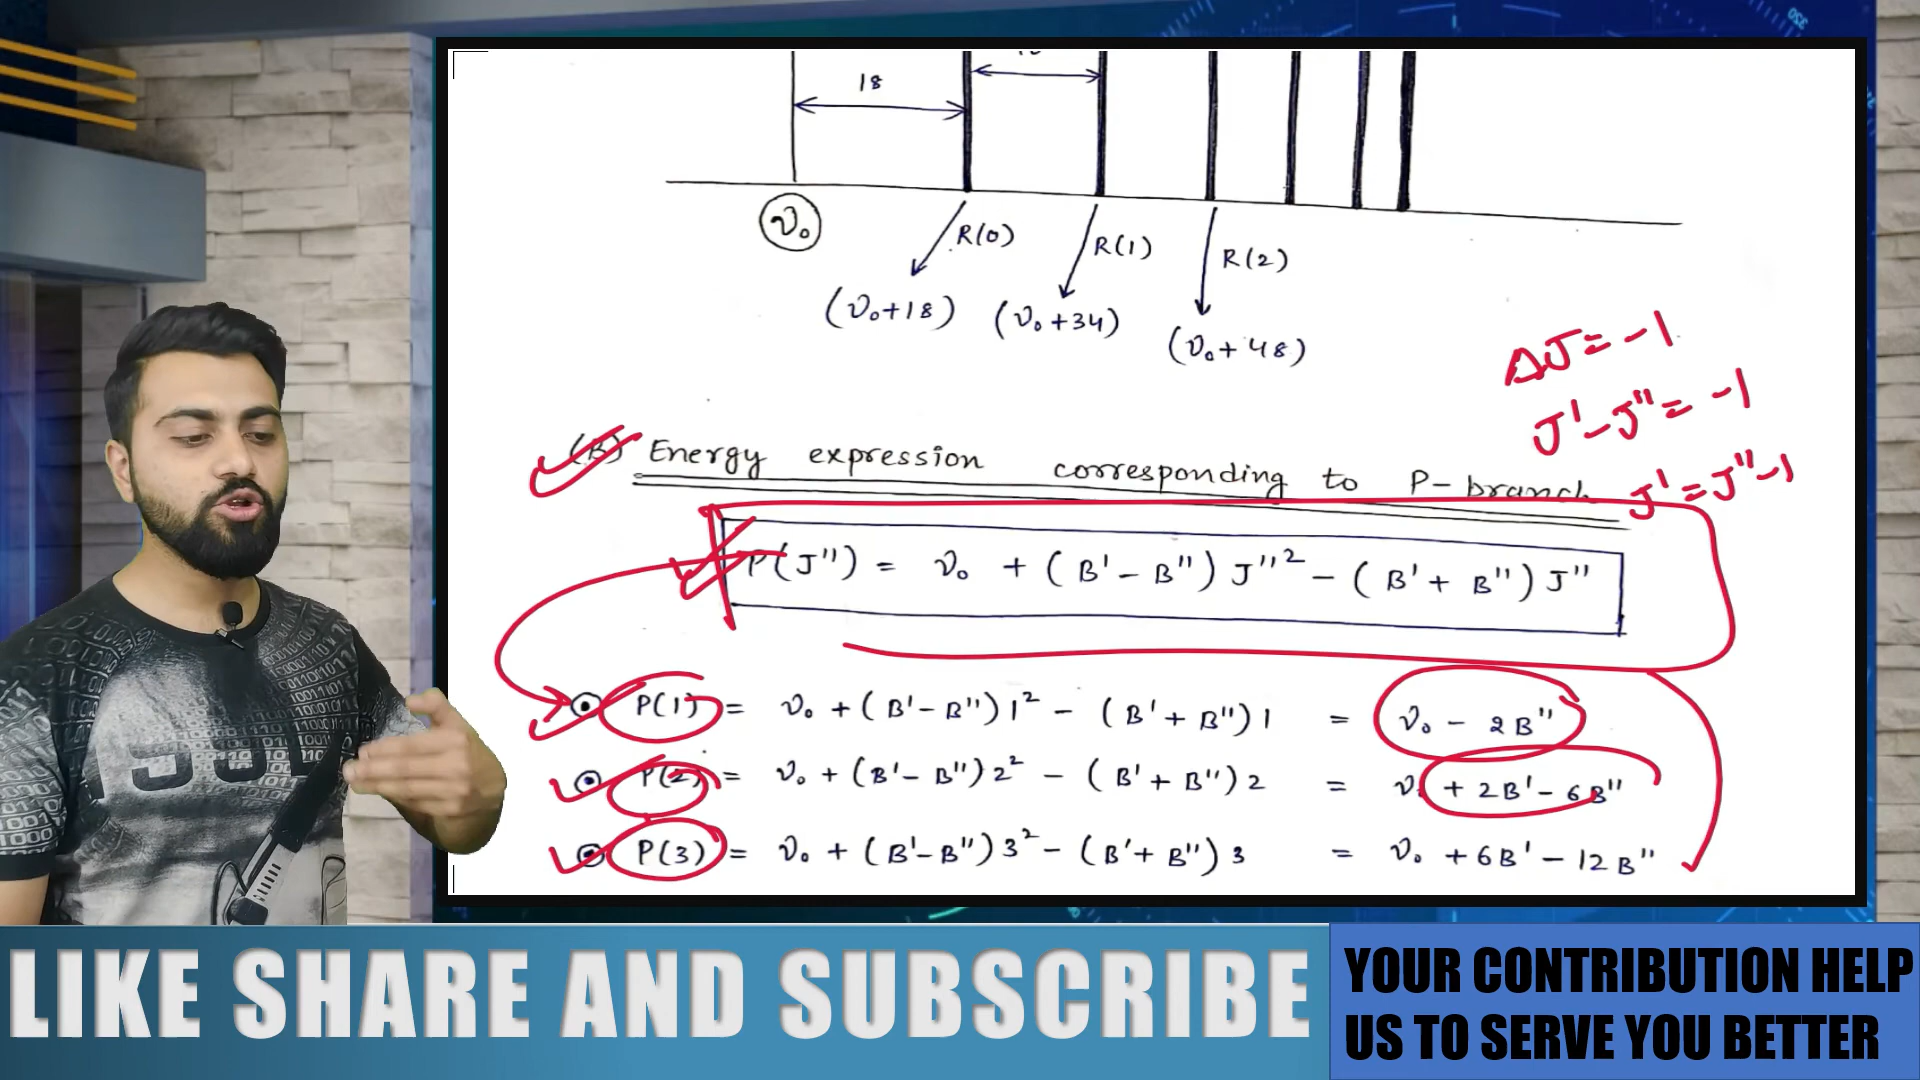 18
ν₀
R(0)
R(1)
R(2)
(ν₀+18)
(ν₀+34)
(ν₀+48)
ΔJ = -1
J' - J'' = -1
J' = J'' - 1
(B) Energy expression corresponding to P-branch
P(J'') = ν₀ + (B' - B'') J''² - (B' + B'') J''
P(1) = ν₀ + (B' - B'') 1² - (B' + B'') 1 = ν₀ - 2B''
P(2) = ν₀ + (B' - B'') 2² - (B' + B'') 2 = ν₀ + 2B' - 6B''
P(3) = ν₀ + (B' - B'') 3² - (B' + B'') 3 = ν₀ + 6B' - 12B''
LIKE SHARE AND SUBSCRIBE
YOUR CONTRIBUTION HELP
US TO SERVE YOU BETTER